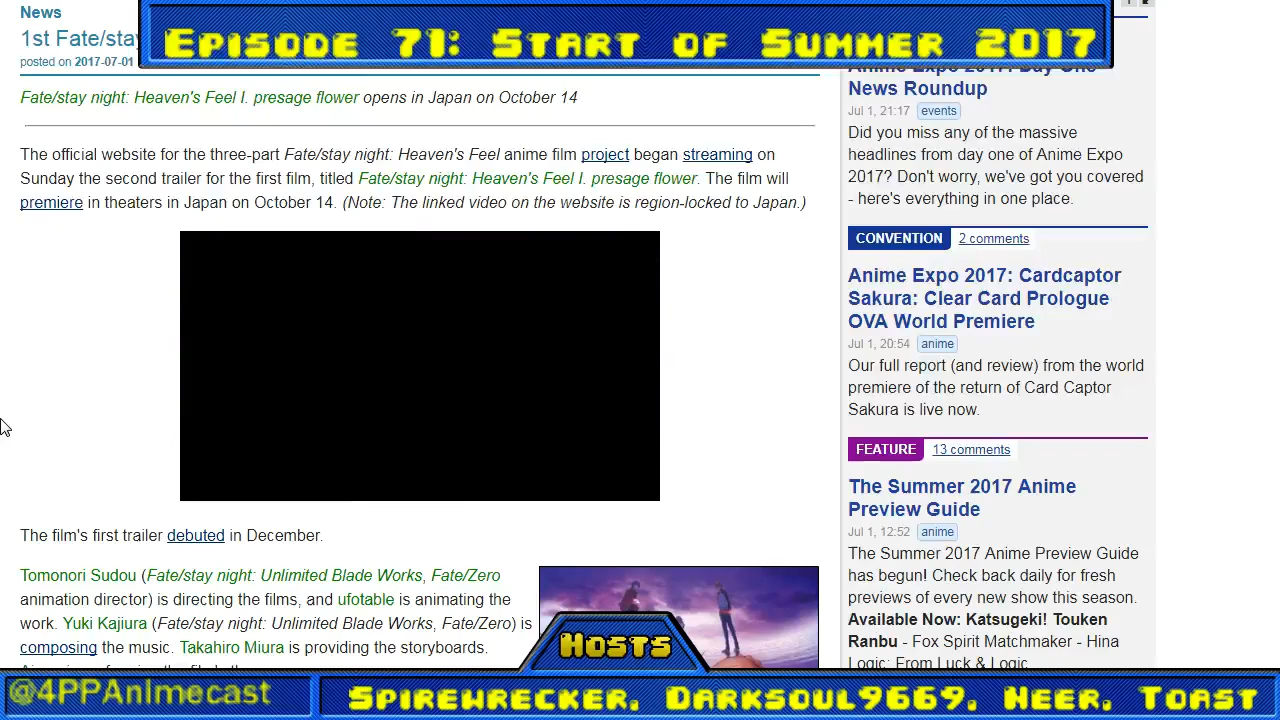 Episode 71: Start of Summer 2017
News
1st Fate/stay
posted on 2017-07-01
Fate/stay night: Heaven's Feel I. presage flower opens in Japan on October 14
The official website for the three-part Fate/stay night: Heaven's Feel anime film project began streaming on
Sunday the second trailer for the first film, titled Fate/stay night: Heaven's Feel I. presage flower. The film will
premiere in theaters in Japan on October 14. (Note: The linked video on the website is region-locked to Japan.)
The film's first trailer debuted in December.
Tomonori Sudou (Fate/stay night: Unlimited Blade Works, Fate/Zero
animation director) is directing the films, and ufotable is animating the
work. Yuki Kajiura (Fate/stay night: Unlimited Blade Works, Fate/Zero) is
composing the music. Takahiro Miura is providing the storyboards.
Anime Expo 2017: Day One
News Roundup
Jul 1, 21:17 events
Did you miss any of the massive
headlines from day one of Anime Expo
2017? Don't worry, we've got you covered
- here's everything in one place.
CONVENTION 2 comments
Anime Expo 2017: Cardcaptor
Sakura: Clear Card Prologue
OVA World Premiere
Jul 1, 20:54 anime
Our full report (and review) from the world
premiere of the return of Card Captor
Sakura is live now.
FEATURE 13 comments
The Summer 2017 Anime
Preview Guide
Jul 1, 12:52 anime
The Summer 2017 Anime Preview Guide
has begun! Check back daily for fresh
previews of every new show this season.
Available Now: Katsugeki! Touken
Ranbu - Fox Spirit Matchmaker - Hina
Logic: From Luck & Logic
Hosts
@4PPAnImecast
Spirewrecker, Darksoul9669, Neer, Toast